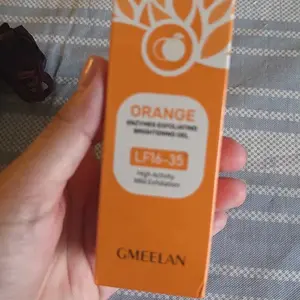 ORANGE
ENZYMES EXFOLIATING
BRIGHTENING GEL
LF16-35
High Activity
Mild Exfoliation
GMEELAN